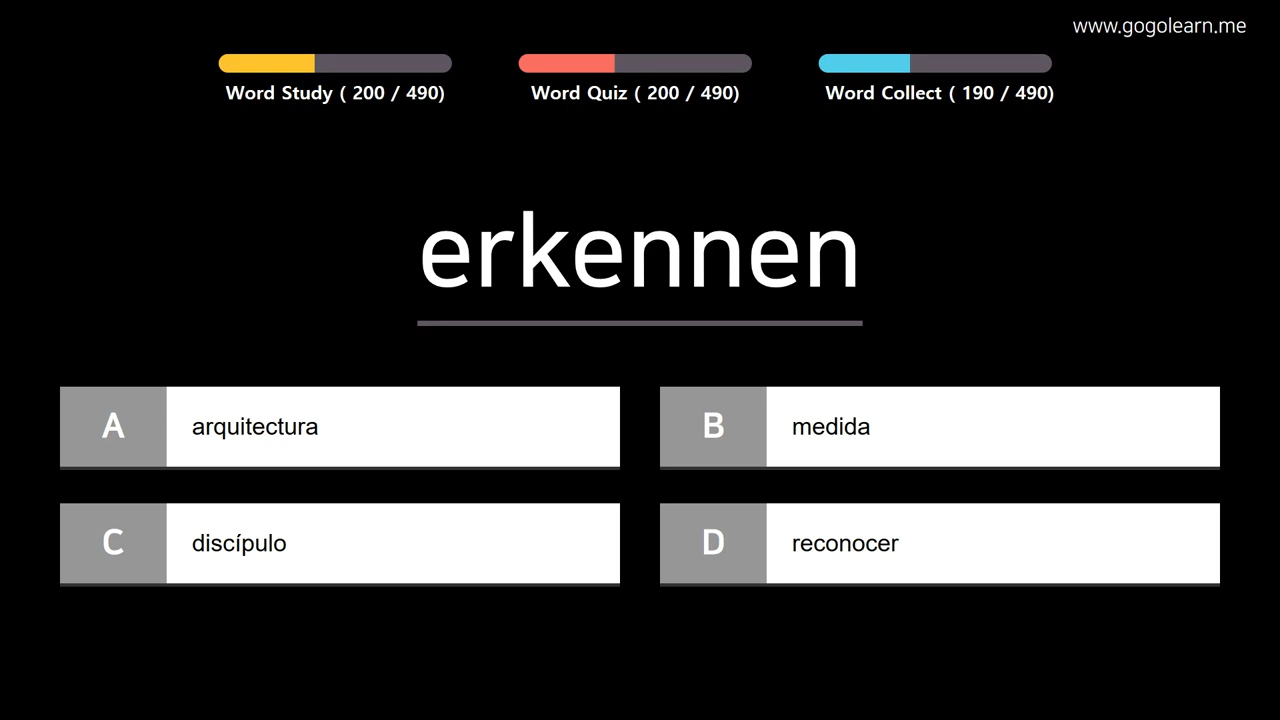 www.gogolearn.me
Word Study ( 200 / 490)
Word Quiz ( 200 / 490)
Word Collect ( 190 / 490)
erkennen
A
arquitectura
B
medida
C
discípulo
D
reconocer